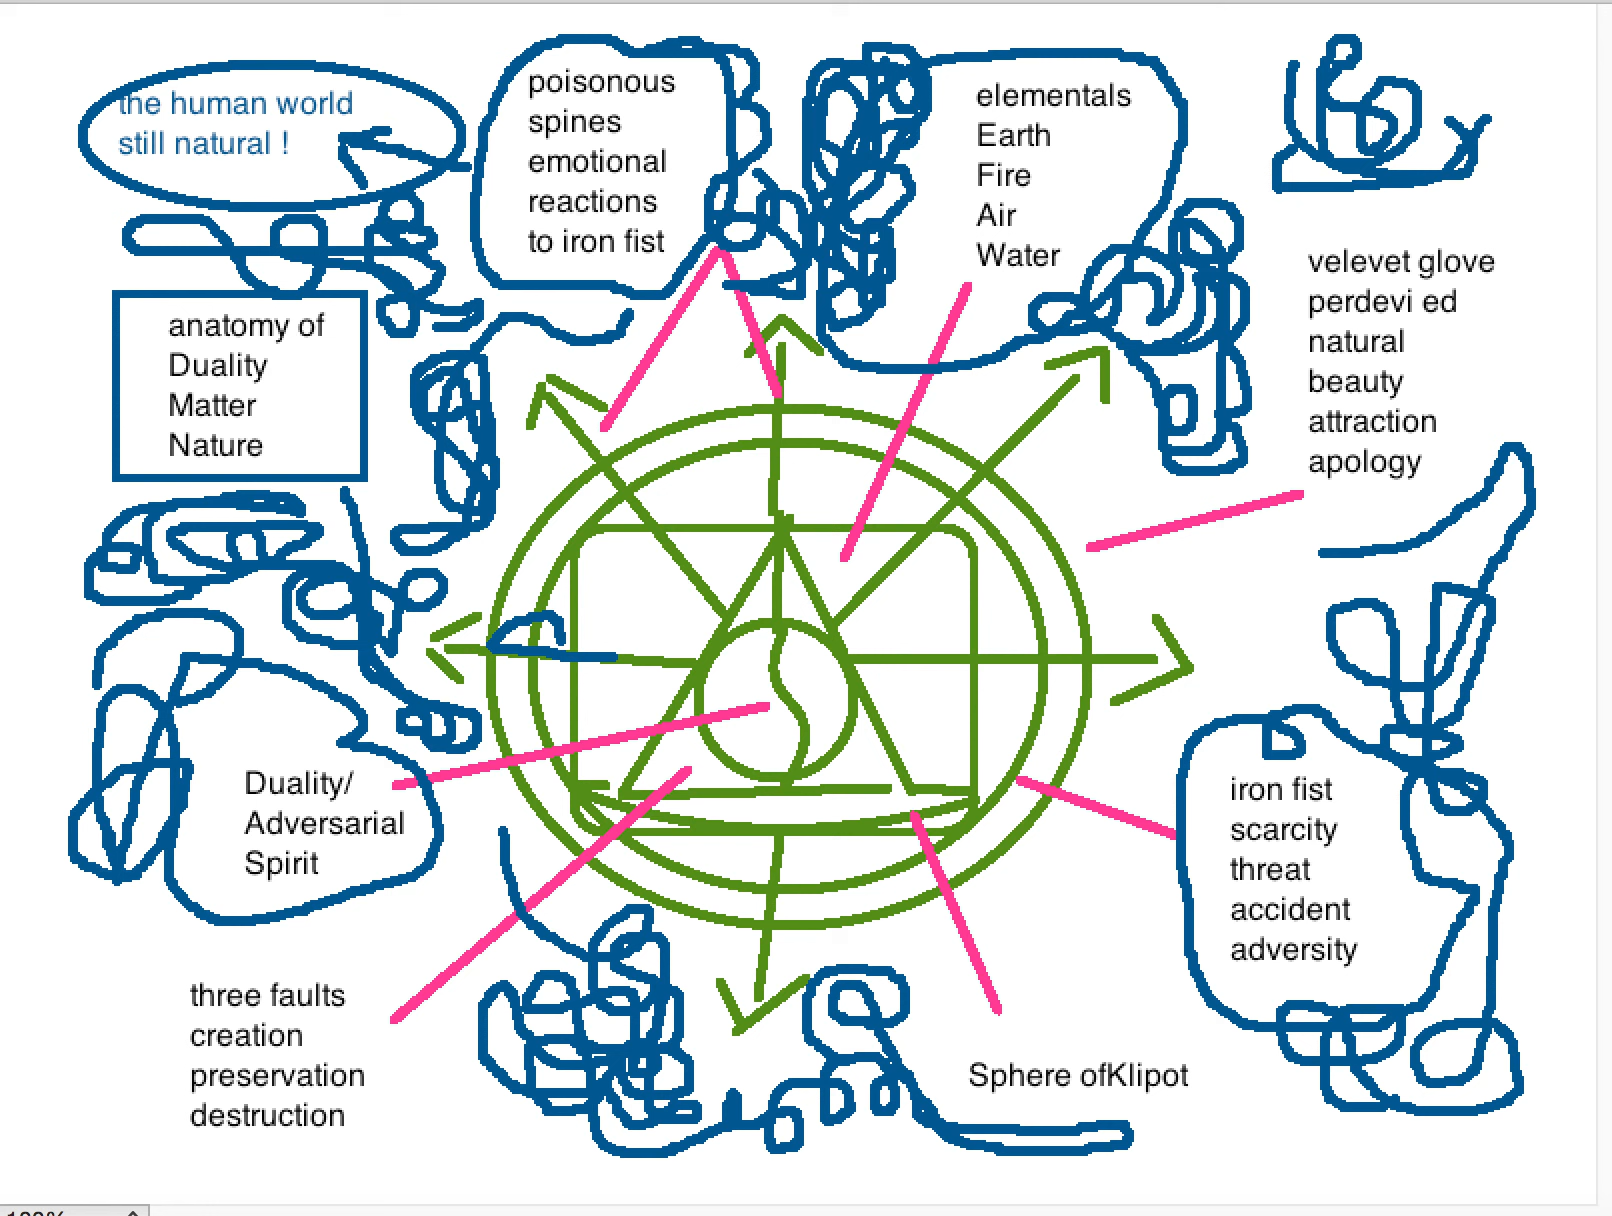 the human world
still natural !
poisonous
spines
emotional
reactions
to iron fist
elementals
Earth
Fire
Air
Water
velevet glove
perdevi ed
natural
beauty
attraction
apology
anatomy of
Duality
Matter
Nature
Duality/
Adversarial
Spirit
iron fist
scarcity
threat
accident
adversity
three faults
creation
preservation
destruction
Sphere ofKlipot